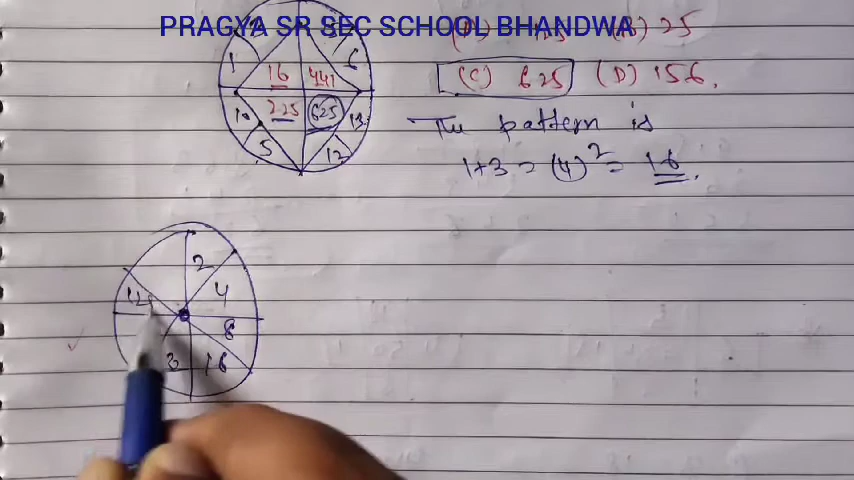 PRAGYA SR SEC SCHOOL BHANDWA
25
1 16 441 6
(C) 625 (D) 156.
10 225 625 13
The pattern is
5 12
1+3 = (4)² = 16.
2
4
8
3 16